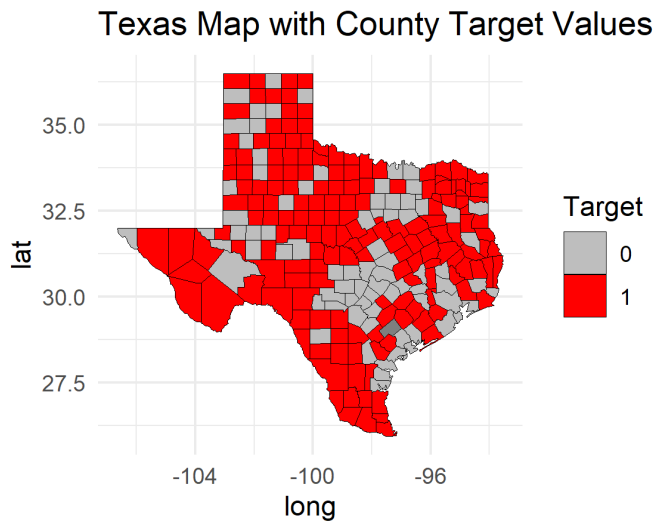 Texas Map with County Target Values
35.0
32.5
30.0
27.5
lat
-104
-100
-96
long
Target
0
1